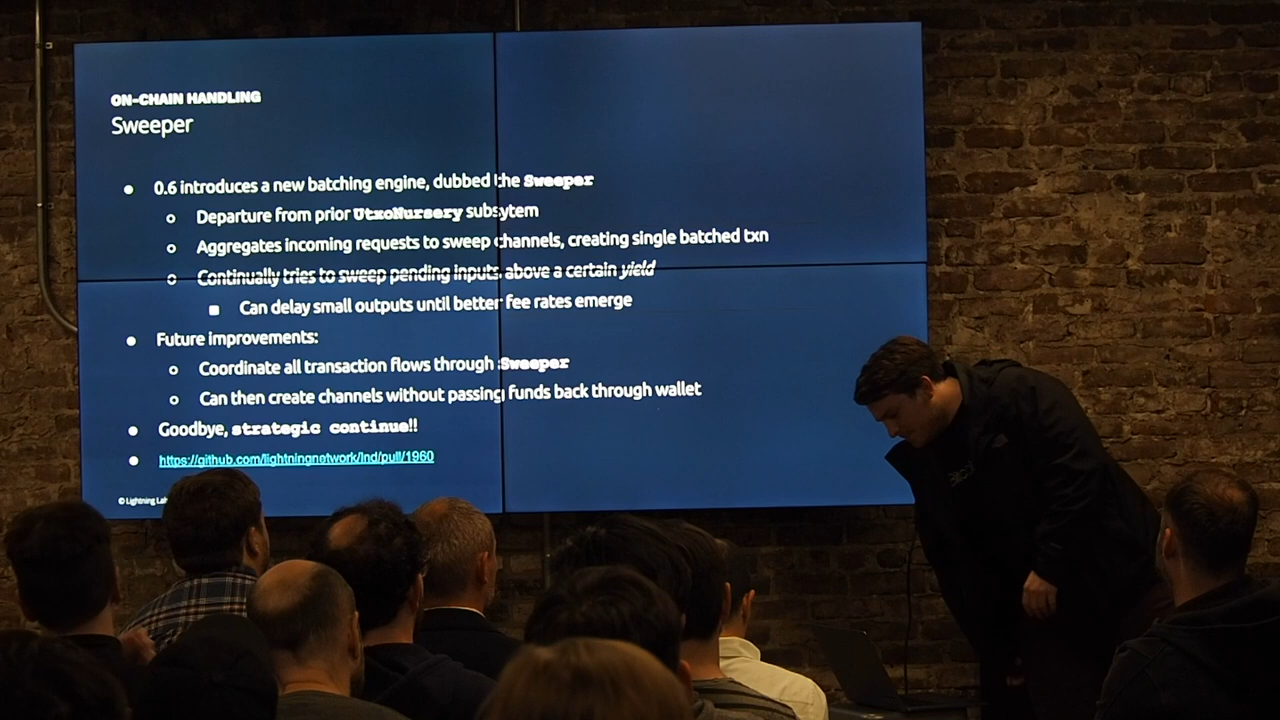 ON-CHAIN HANDLING
Sweeper
● 0.6 introduces a new batching engine, dubbed the Sweeper
○ Departure from prior UtxoNursery subsytem
○ Aggregates incoming requests to sweep channels, creating single batched txn
○ Continually tries to sweep pending inputs above a certain yield
■ Can delay small outputs until better fee rates emerge
● Future improvements:
○ Coordinate all transaction flows through Sweeper
○ Can then create channels without passing funds back through wallet
● Goodbye, strategic continue!!
● https://github.com/lightningnetwork/lnd/pull/1960
© Lightning